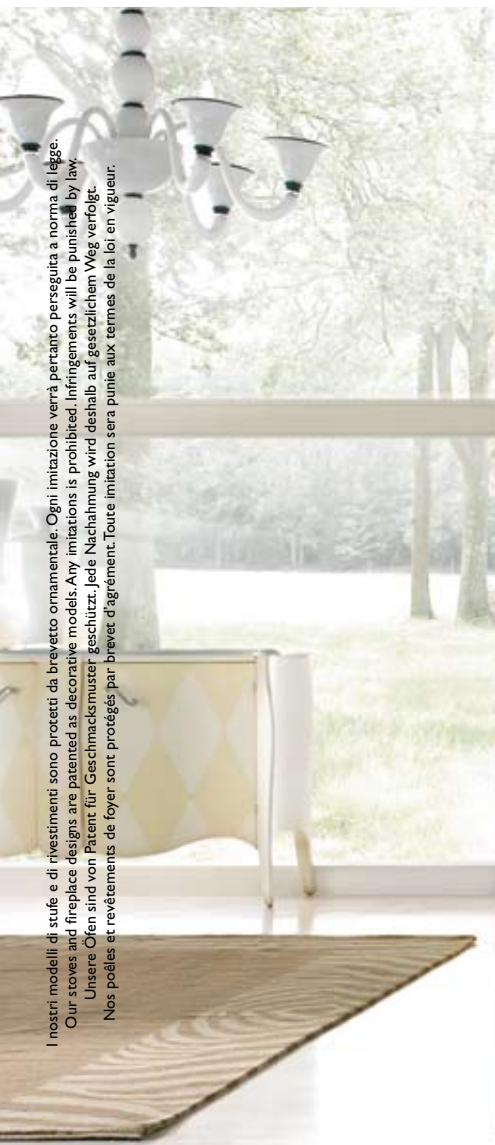 I nostri modelli di stufe e di rivestimenti sono protetti da brevetto ornamentale. Ogni imitazione verrà pertanto perseguita a norma di legge.
Our stoves and fireplace designs are patented as decorative models. Any imitations is prohibited. Infringements will be punished by law.
Unsere Öfen sind von Patent für Geschmacksmuster geschützt. Jede Nachahmung wird deshalb auf gesetzlichem Weg verfolgt.
Nos poêles et revêtements de foyer sont protégés par brevet d'agrément. Toute imitation sera punie aux termes de la loi en vigueur.